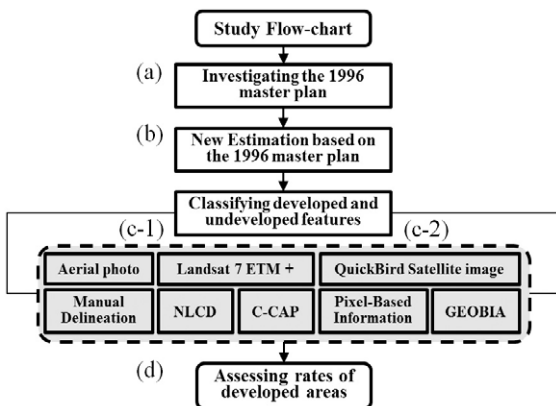 Study Flow-chart
(a)
Investigating the 1996
master plan
(b)
New Estimation based on
the 1996 master plan
Classifying developed and
undeveloped features
(c-1)
(c-2)
Aerial photo
Landsat 7 ETM +
QuickBird Satellite image
Manual
Delineation
NLCD
C-CAP
Pixel-Based
Information
GEOBIA
(d)
Assessing rates of
developed areas